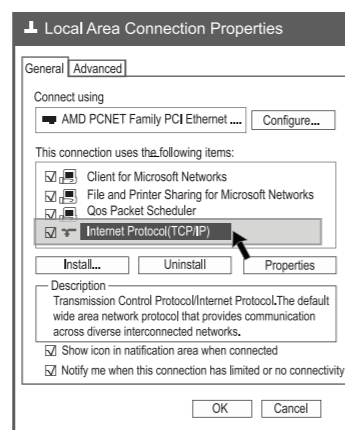 Local Area Connection Properties
General Advanced
Connect using
AMD PCNET Family PCI Ethernet .... Configure...
This connection uses the following items:
Client for Microsoft Networks
File and Printer Sharing for Microsoft Networks
Qos Packet Scheduler
Internet Protocol(TCP/IP)
Install... Uninstall Properties
Description
Transmission Control Protocol/Internet Protocol.The default
wide area network protocol that provides communication
across diverse interconnected networks.
Show icon in natification area when connected
Notify me when this connection has limited or no connectivity
OK Cancel